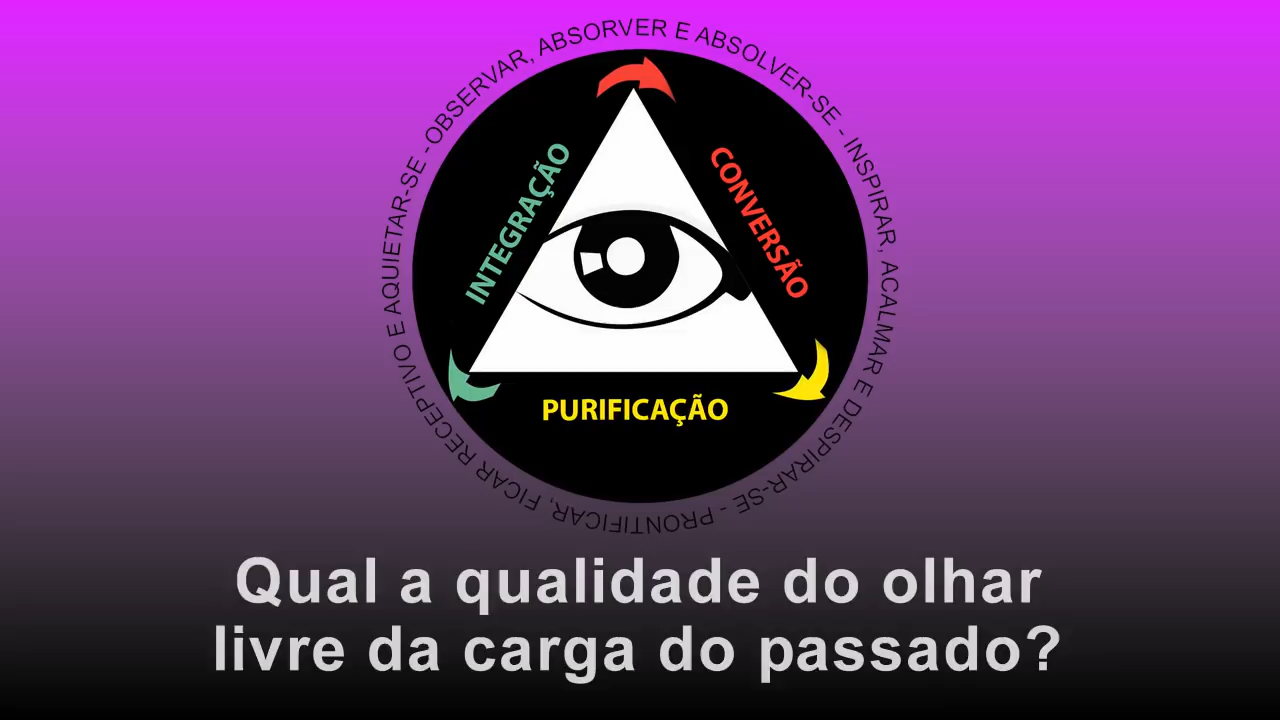 OBSERVAR, ABSORVER E ABSOLVER-SE - INSPIRAR, ACALMAR E DESPIRAR-SE - PRONTIFICAR, FICAR RECEPTIVO E AQUIETAR-SE -
INTEGRAÇÃO
CONVERSÃO
PURIFICAÇÃO
Qual a qualidade do olhar
livre da carga do passado?